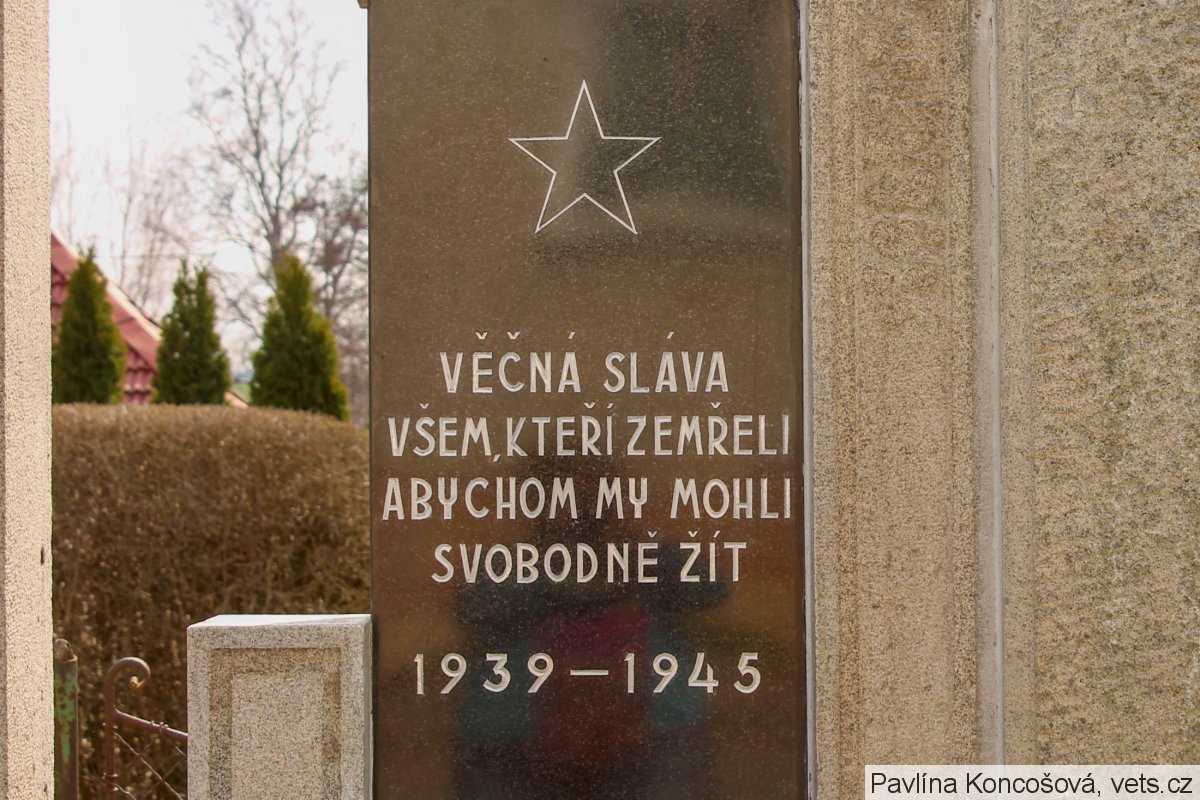 VĚČNÁ SLÁVA
VŠEM, KTEŘÍ ZEMŘELI
ABYCHOM MY MOHLI
SVOBODNĚ ŽÍT
1939 — 1945
Pavlína Koncošová, vets.cz